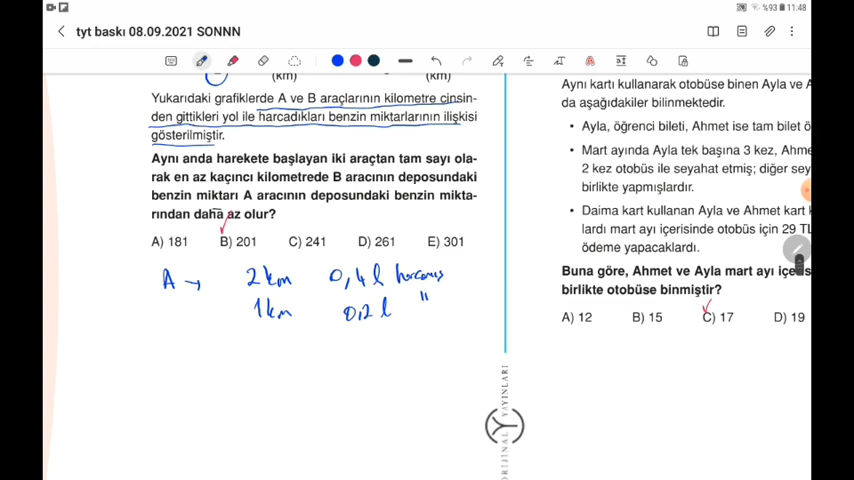 %93 11:48
tyt baskı 08.09.2021 SONNN
(km)
(km)
Yukarıdaki grafiklerde A ve B araçlarının kilometre cinsin-
den gittikleri yol ile harcadıkları benzin miktarlarının ilişkisi
gösterilmiştir.
Aynı anda harekete başlayan iki araçtan tam sayı ola-
rak en az kaçıncı kilometrede B aracının deposundaki
benzin miktarı A aracının deposundaki benzin mikta-
rından daha az olur?
A) 181 B) 201 C) 241 D) 261 E) 301
A → 2 km 0,4 l harcamış
1 km 0,2 l "
Aynı kartı kullanarak otobüse binen Ayla ve A
da aşağıdakiler bilinmektedir.
• Ayla, öğrenci bileti, Ahmet ise tam bilet ö
• Mart ayında Ayla tek başına 3 kez, Ahme
2 kez otobüs ile seyahat etmiş; diğer sey
birlikte yapmışlardır.
• Daima kart kullanan Ayla ve Ahmet kart k
lardı mart ayı içerisinde otobüs için 29 TL
ödeme yapacaklardı.
Buna göre, Ahmet ve Ayla mart ayı içeris
birlikte otobüse binmiştir?
A) 12 B) 15 C) 17 D) 19
ORİJİNAL YAYINLARI